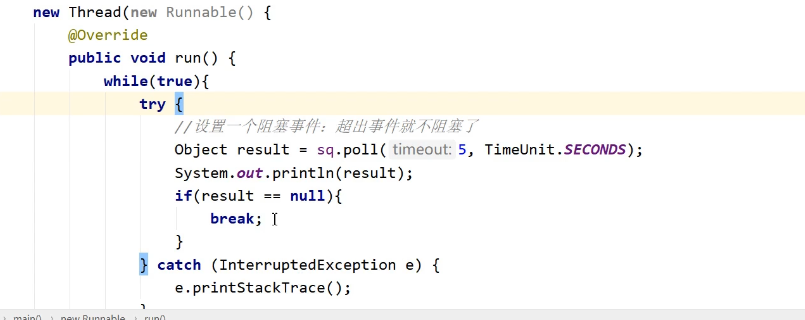 new Thread(new Runnable() {
@Override
public void run() {
while(true){
try {
//设置一个阻塞事件：超出事件就不阻塞了
Object result = sq.poll( timeout: 5, TimeUnit.SECONDS);
System.out.println(result);
if(result == null){
break;
}
} catch (InterruptedException e) {
e.printStackTrace();
main() new Runnable run()